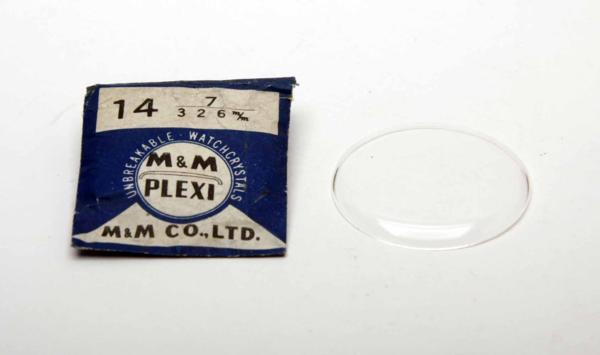 14 7
326 m/m
UNBREAKABLE · WATCHCRYSTALS
M&M
PLEXI
M&M CO.,LTD.